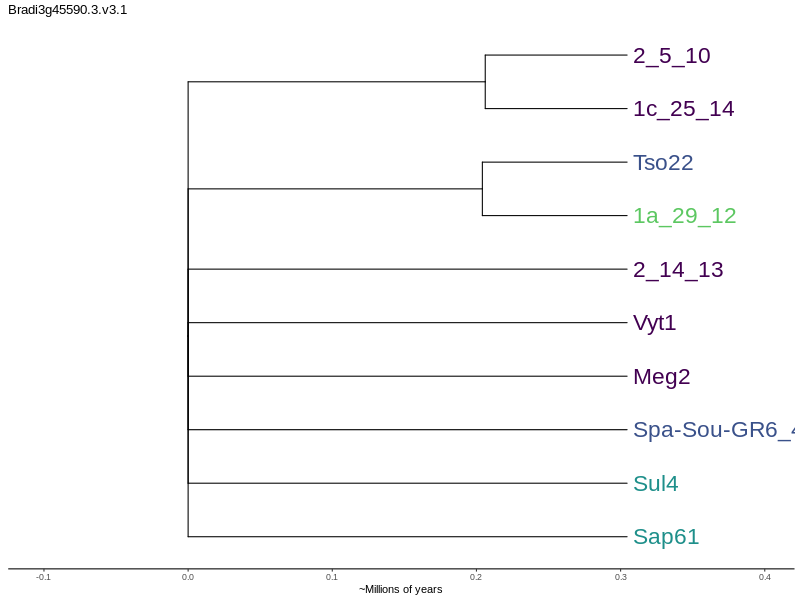 Bradi3g45590.3.v3.1
2_5_10
1c_25_14
Tso22
1a_29_12
2_14_13
Vyt1
Meg2
Spa-Sou-GR6_4
Sul4
Sap61
-0.1 0.0 0.1 0.2 0.3 0.4
~Millions of years